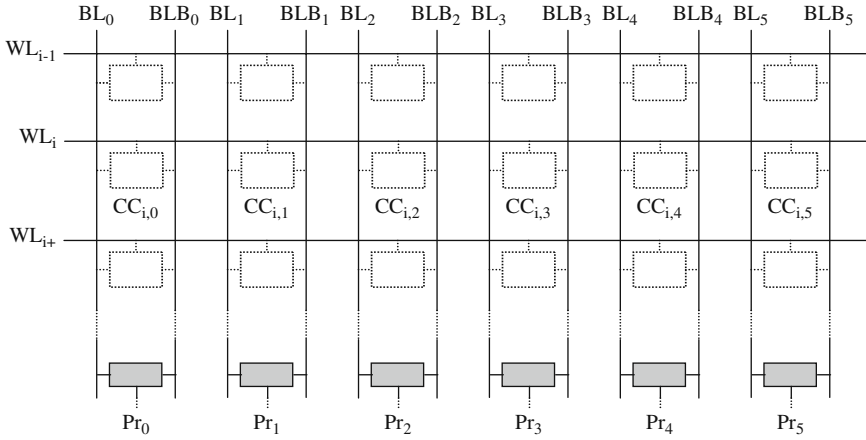 BL₀ BLB₀ BL₁ BLB₁ BL₂ BLB₂ BL₃ BLB₃ BL₄ BLB₄ BL₅ BLB₅
WLᵢ₋₁
WLᵢ
CCᵢ,₀ CCᵢ,₁ CCᵢ,₂ CCᵢ,₃ CCᵢ,₄ CCᵢ,₅
WLᵢ₊
Pr₀ Pr₁ Pr₂ Pr₃ Pr₄ Pr₅